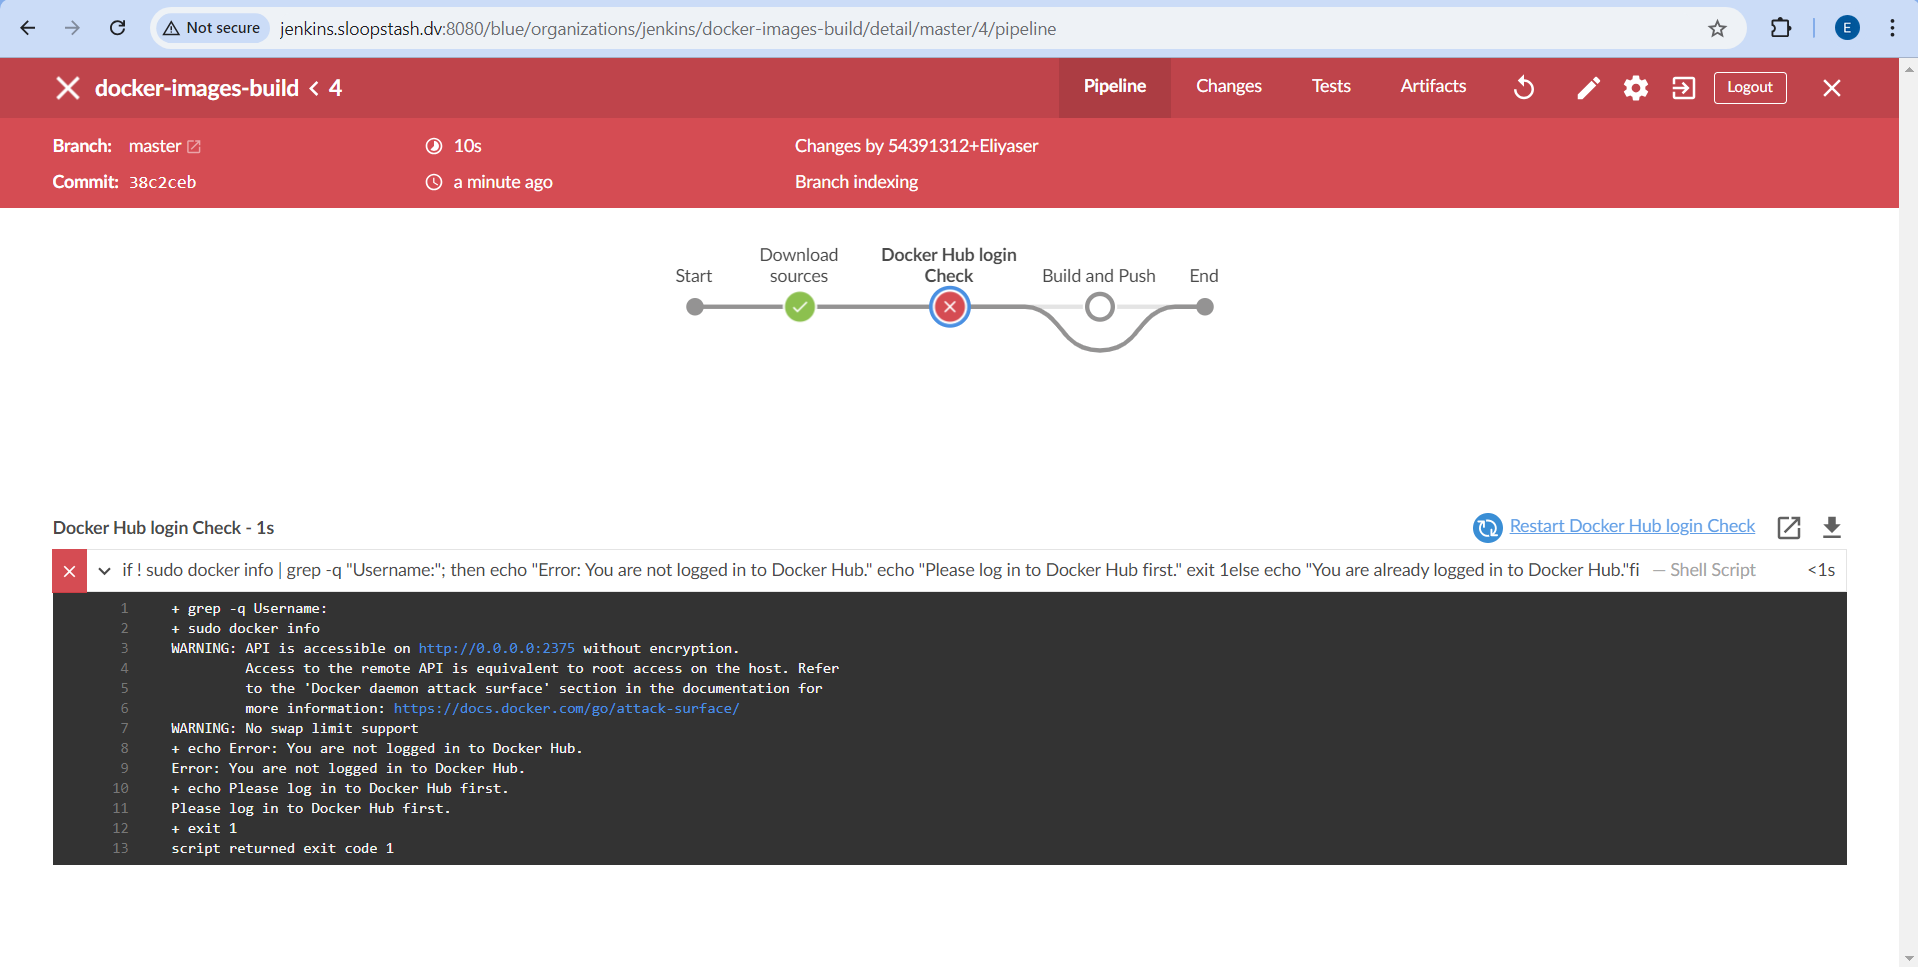 Not secure
jenkins.sloopstash.dv:8080/blue/organizations/jenkins/docker-images-build/detail/master/4/pipeline
E
docker-images-build < 4
Pipeline
Changes
Tests
Artifacts
Logout
Branch: master
10s
Changes by 54391312+Eliyaser
Commit: 38c2ceb
a minute ago
Branch indexing
Start
Download sources
Docker Hub login Check
Build and Push
End
Docker Hub login Check - 1s
Restart Docker Hub login Check
if ! sudo docker info | grep -q "Username:"; then echo "Error: You are not logged in to Docker Hub." echo "Please log in to Docker Hub first." exit 1else echo "You are already logged in to Docker Hub."fi — Shell Script <1s
1 + grep -q Username:
2 + sudo docker info
3 WARNING: API is accessible on http://0.0.0.0:2375 without encryption.
4 Access to the remote API is equivalent to root access on the host. Refer
5 to the 'Docker daemon attack surface' section in the documentation for
6 more information: https://docs.docker.com/go/attack-surface/
7 WARNING: No swap limit support
8 + echo Error: You are not logged in to Docker Hub.
9 Error: You are not logged in to Docker Hub.
10 + echo Please log in to Docker Hub first.
11 Please log in to Docker Hub first.
12 + exit 1
13 script returned exit code 1